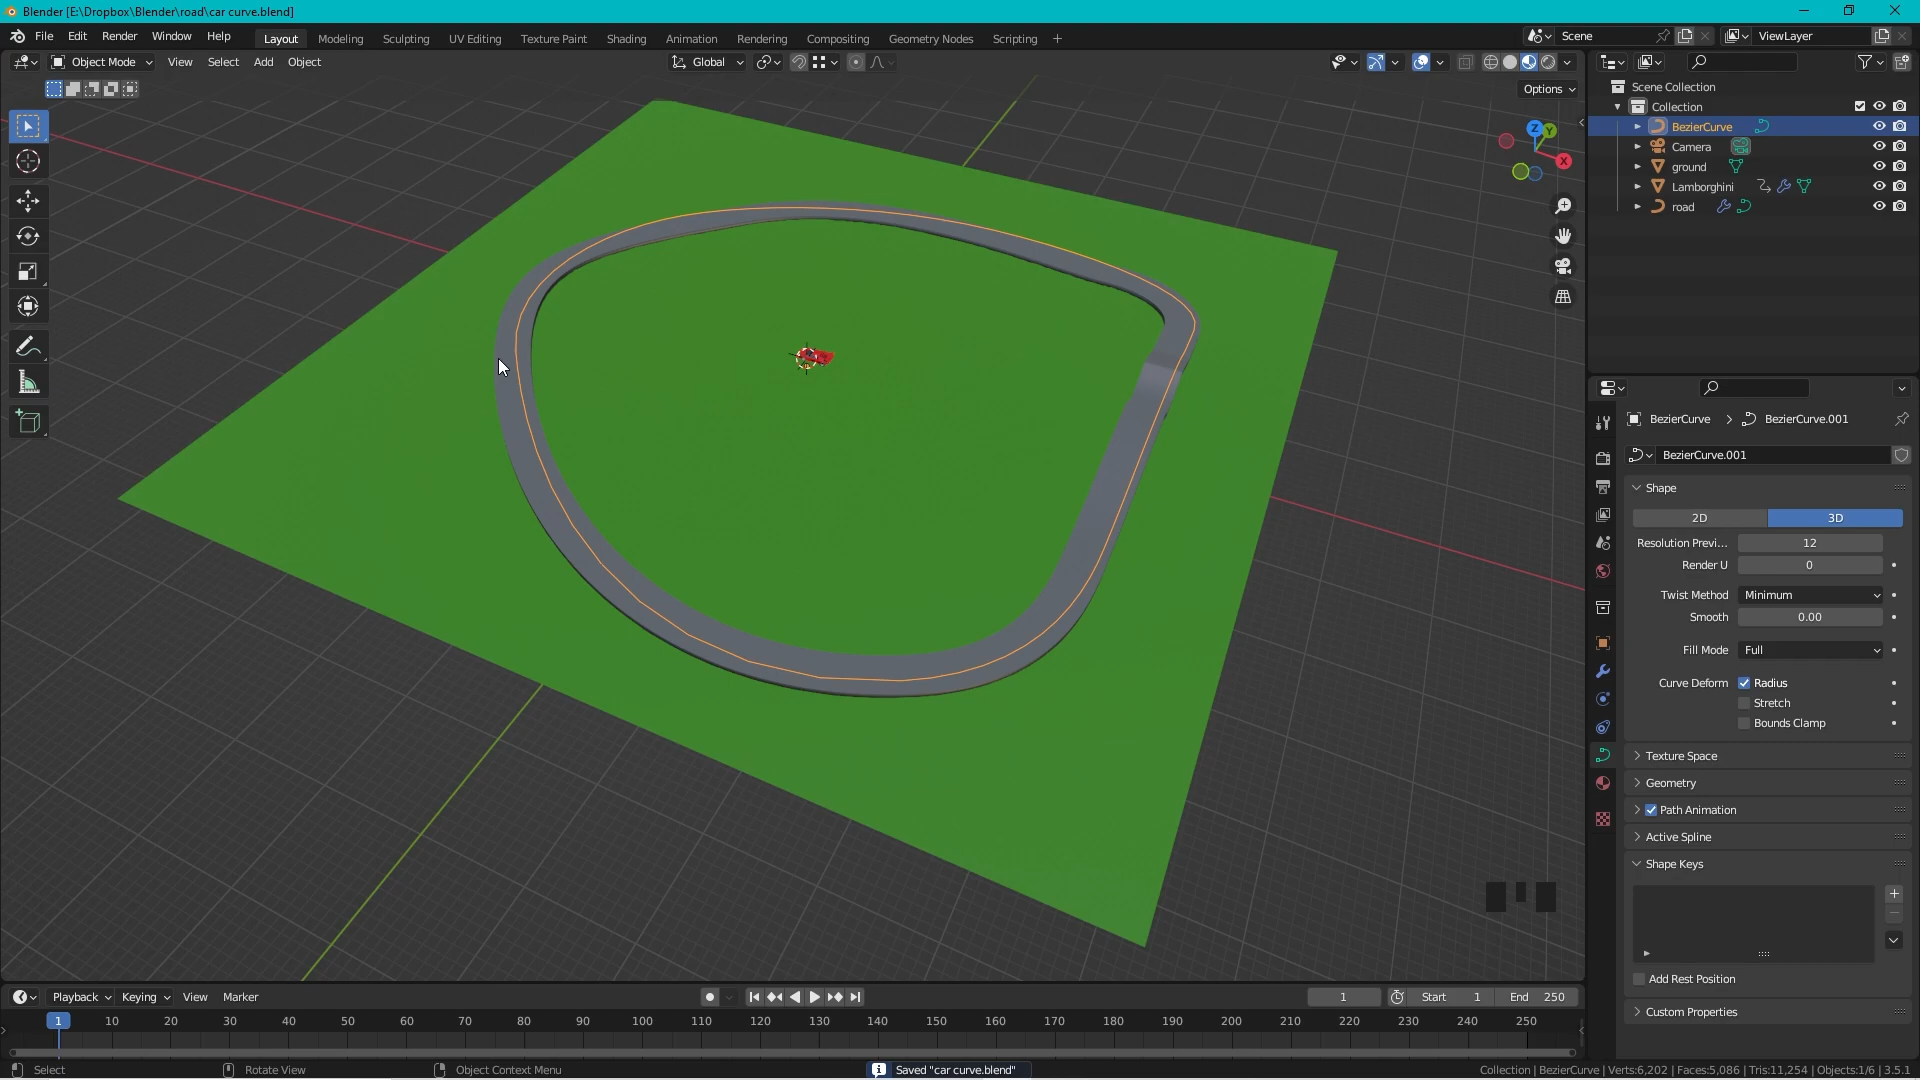 Blender [E:\Dropbox\Blender\road\car curve.blend]
File Edit Render Window Help Layout Modeling Sculpting UV Editing Texture Paint Shading Animation Rendering Compositing Geometry Nodes Scripting + Scene ViewLayer
Object Mode View Select Add Object Global
Options
Z Y X
Scene Collection
Collection
BezierCurve
Camera
ground
Lamborghini
road
BezierCurve > BezierCurve.001
BezierCurve.001
Shape
2D 3D
Resolution Previ... 12
Render U 0
Twist Method Minimum
Smooth 0.00
Fill Mode Full
Curve Deform Radius
Stretch
Bounds Clamp
Texture Space
Geometry
Path Animation
Active Spline
Shape Keys
Add Rest Position
Custom Properties
Playback Keying View Marker 1 Start 1 End 250
1 10 20 30 40 50 60 70 80 90 100 110 120 130 140 150 160 170 180 190 200 210 220 230 240 250
Select Rotate View Object Context Menu Saved "car curve.blend" Collection | BezierCurve | Verts:6,202 | Faces:5,086 | Tris:11,254 | Objects:1/6 | 3.5.1